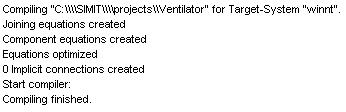 Compiling "C:\\\\SIMIT\\\\projects\\Ventilator" for Target-System "winnt".
Joining equations created
Component equations created
Equations optimized
0 Implicit connections created
Start compiler:
Compiling finished.